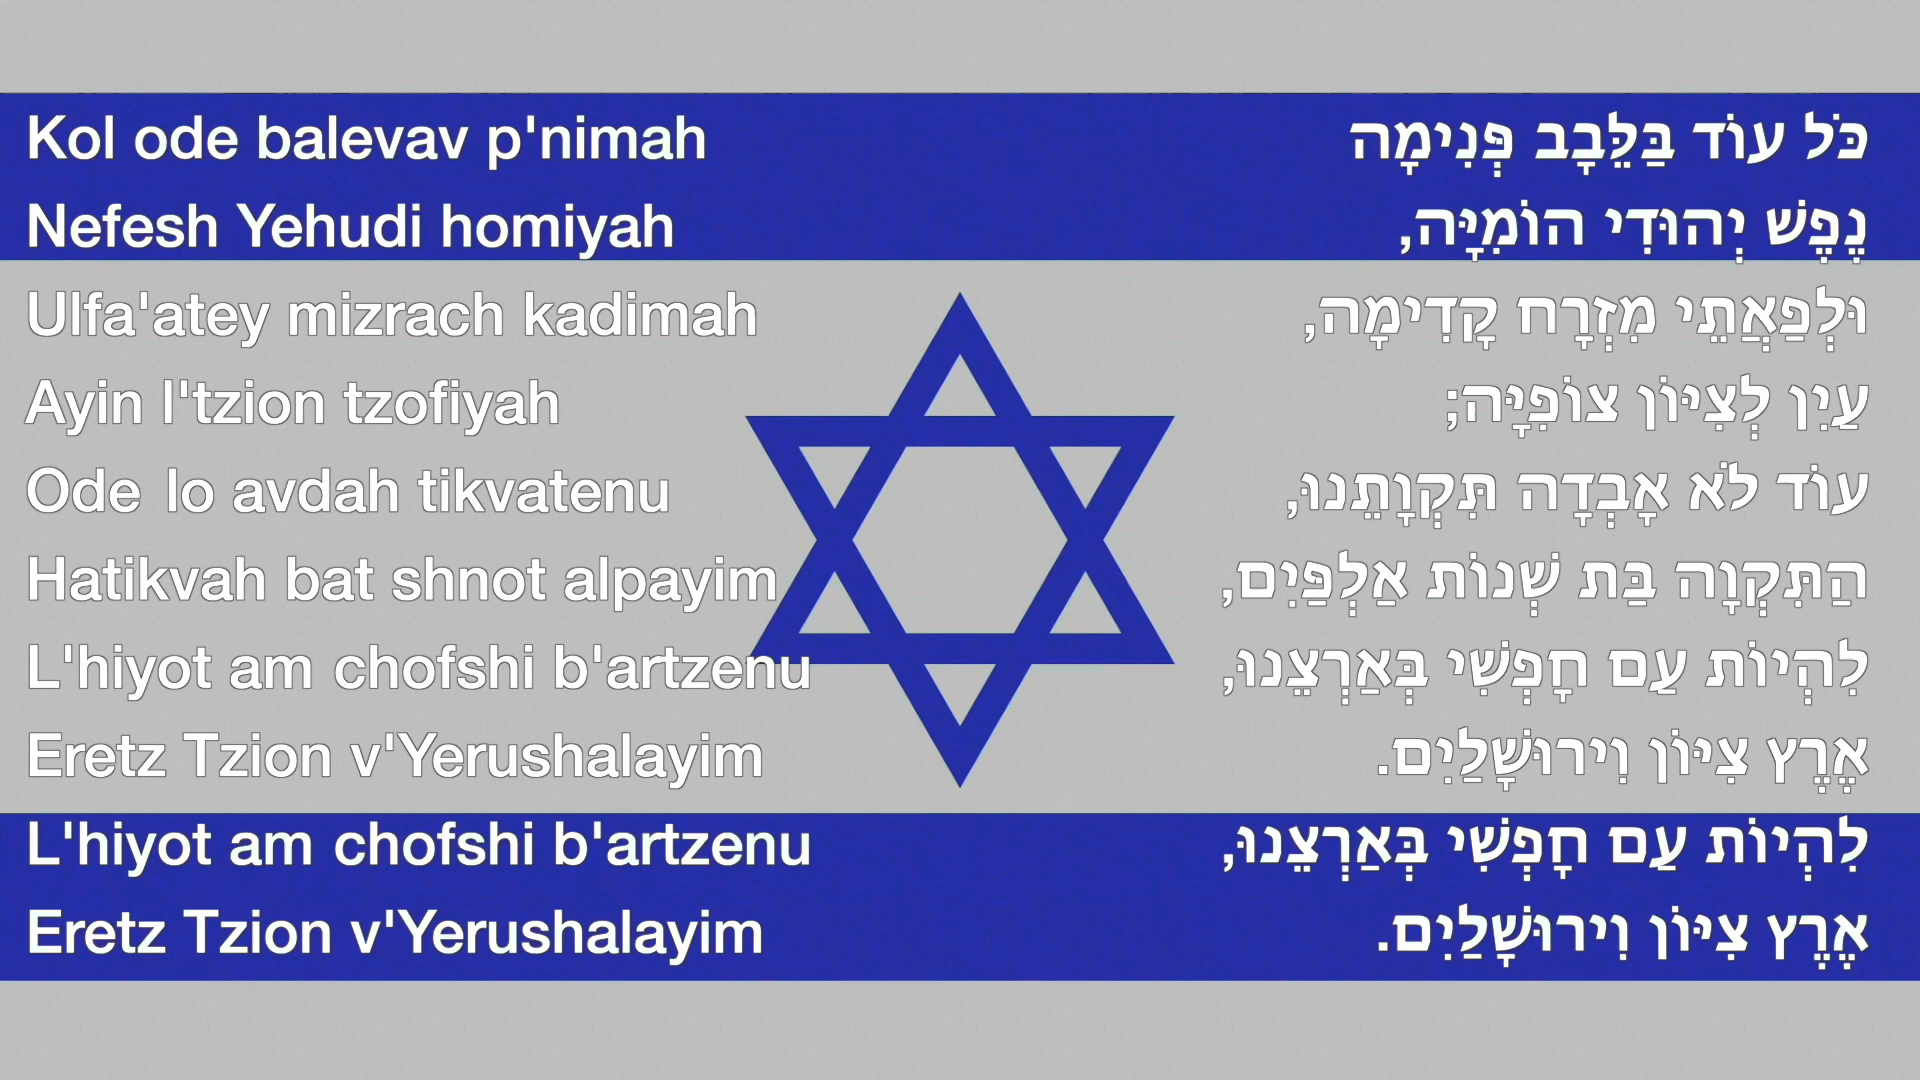 Kol ode balevav p'nimah
Nefesh Yehudi homiyah
Ulfa'atey mizrach kadimah
Ayin l'tzion tzofiyah
Ode lo avdah tikvatenu
Hatikvah bat shnot alpayim
L'hiyot am chofshi b'artzenu
Eretz Tzion v'Yerushalayim
L'hiyot am chofshi b'artzenu
Eretz Tzion v'Yerushalayim
כֹּל עוֹד בַּלֵּבָב פְּנִימָה
נֶפֶשׁ יְהוּדִי הוֹמִיָּה,
וּלְפַאֲתֵי מִזְרָח קָדִימָה,
עַיִן לְצִיּוֹן צוֹפִיָּה;
עוֹד לֹא אָבְדָה תִּקְוָתֵנוּ,
הַתִּקְוָה בַּת שְׁנוֹת אַלְפַּיִם,
לִהְיוֹת עַם חָפְשִׁי בְּאַרְצֵנוּ,
אֶרֶץ צִיּוֹן וִירוּשָׁלַיִם.
לִהְיוֹת עַם חָפְשִׁי בְּאַרְצֵנוּ,
אֶרֶץ צִיּוֹן וִירוּשָׁלַיִם.